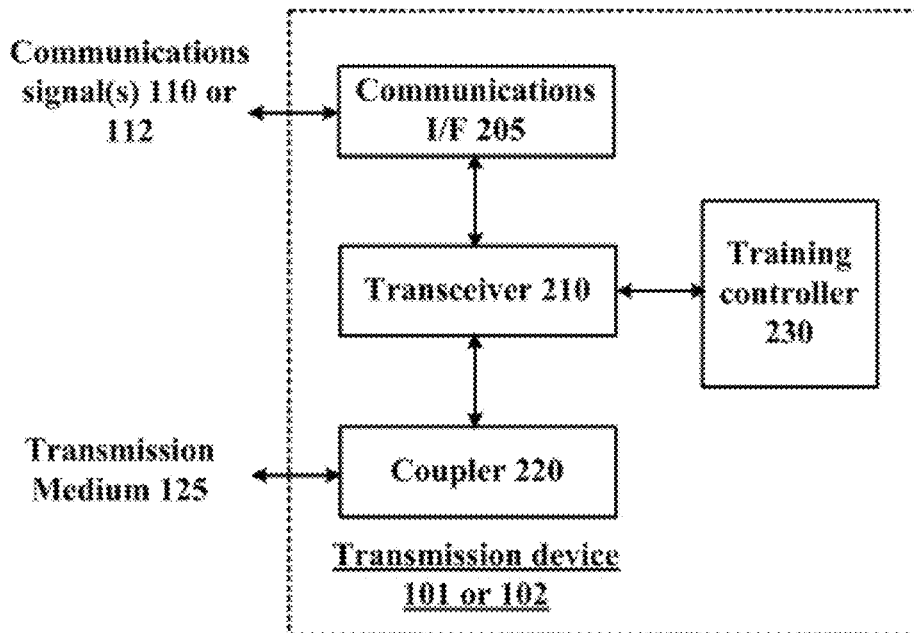 Communications
signal(s) 110 or
112
Communications
I/F 205
Transceiver 210
Training
controller
230
Transmission
Medium 125
Coupler 220
Transmission device
101 or 102